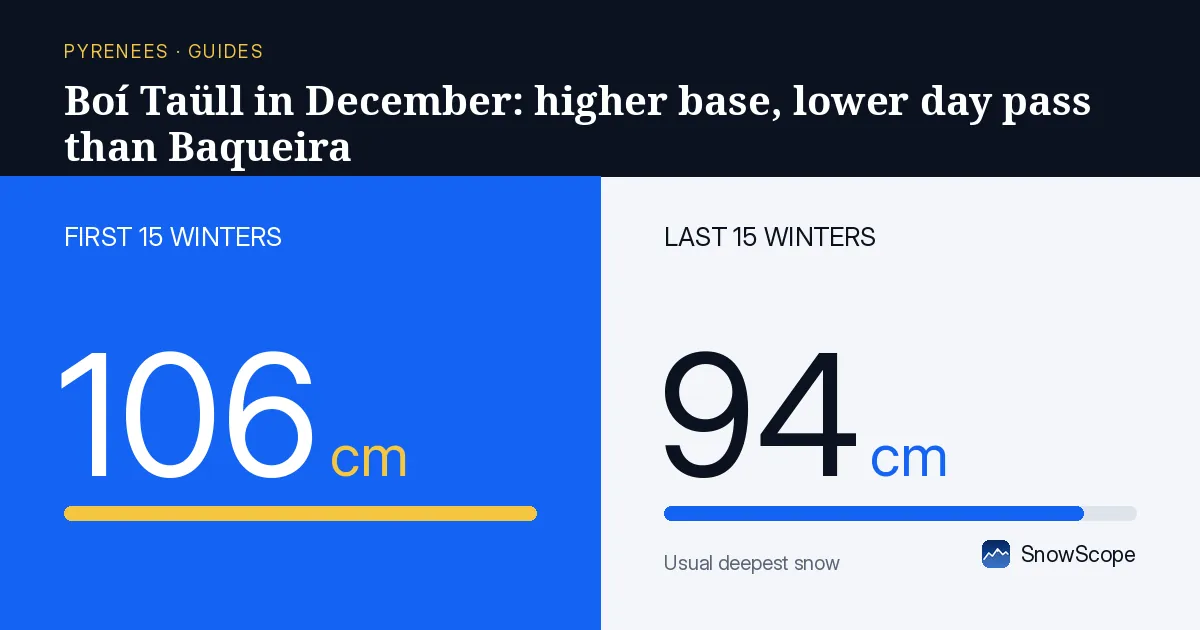 PYRENEES · GUIDES
Boí Taüll in December: higher base, lower day pass
than Baqueira
FIRST 15 WINTERS
106 cm
LAST 15 WINTERS
94 cm
Usual deepest snow
SnowScope